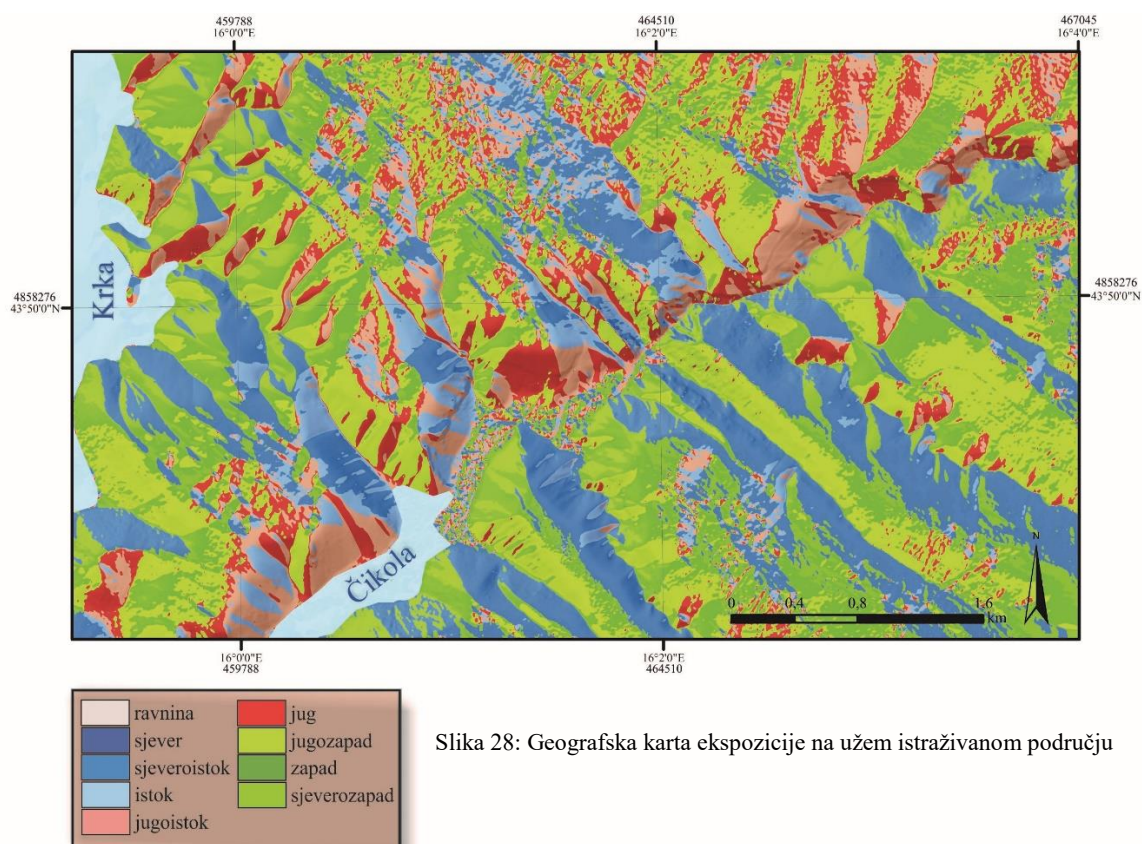 459788
16°0'0"E
464510
16°2'0"E
467045
16°4'0"E
4858276
43°50'0"N
4858276
43°50'0"N
Krka
Čikola
N
0 0,4 0,8 1,6
km
16°0'0"E
459788
16°2'0"E
464510
ravnina
sjever
sjeveroistok
istok
jugoistok
jug
jugozapad
zapad
sjeverozapad
Slika 28: Geografska karta ekspozicije na užem istraživanom području